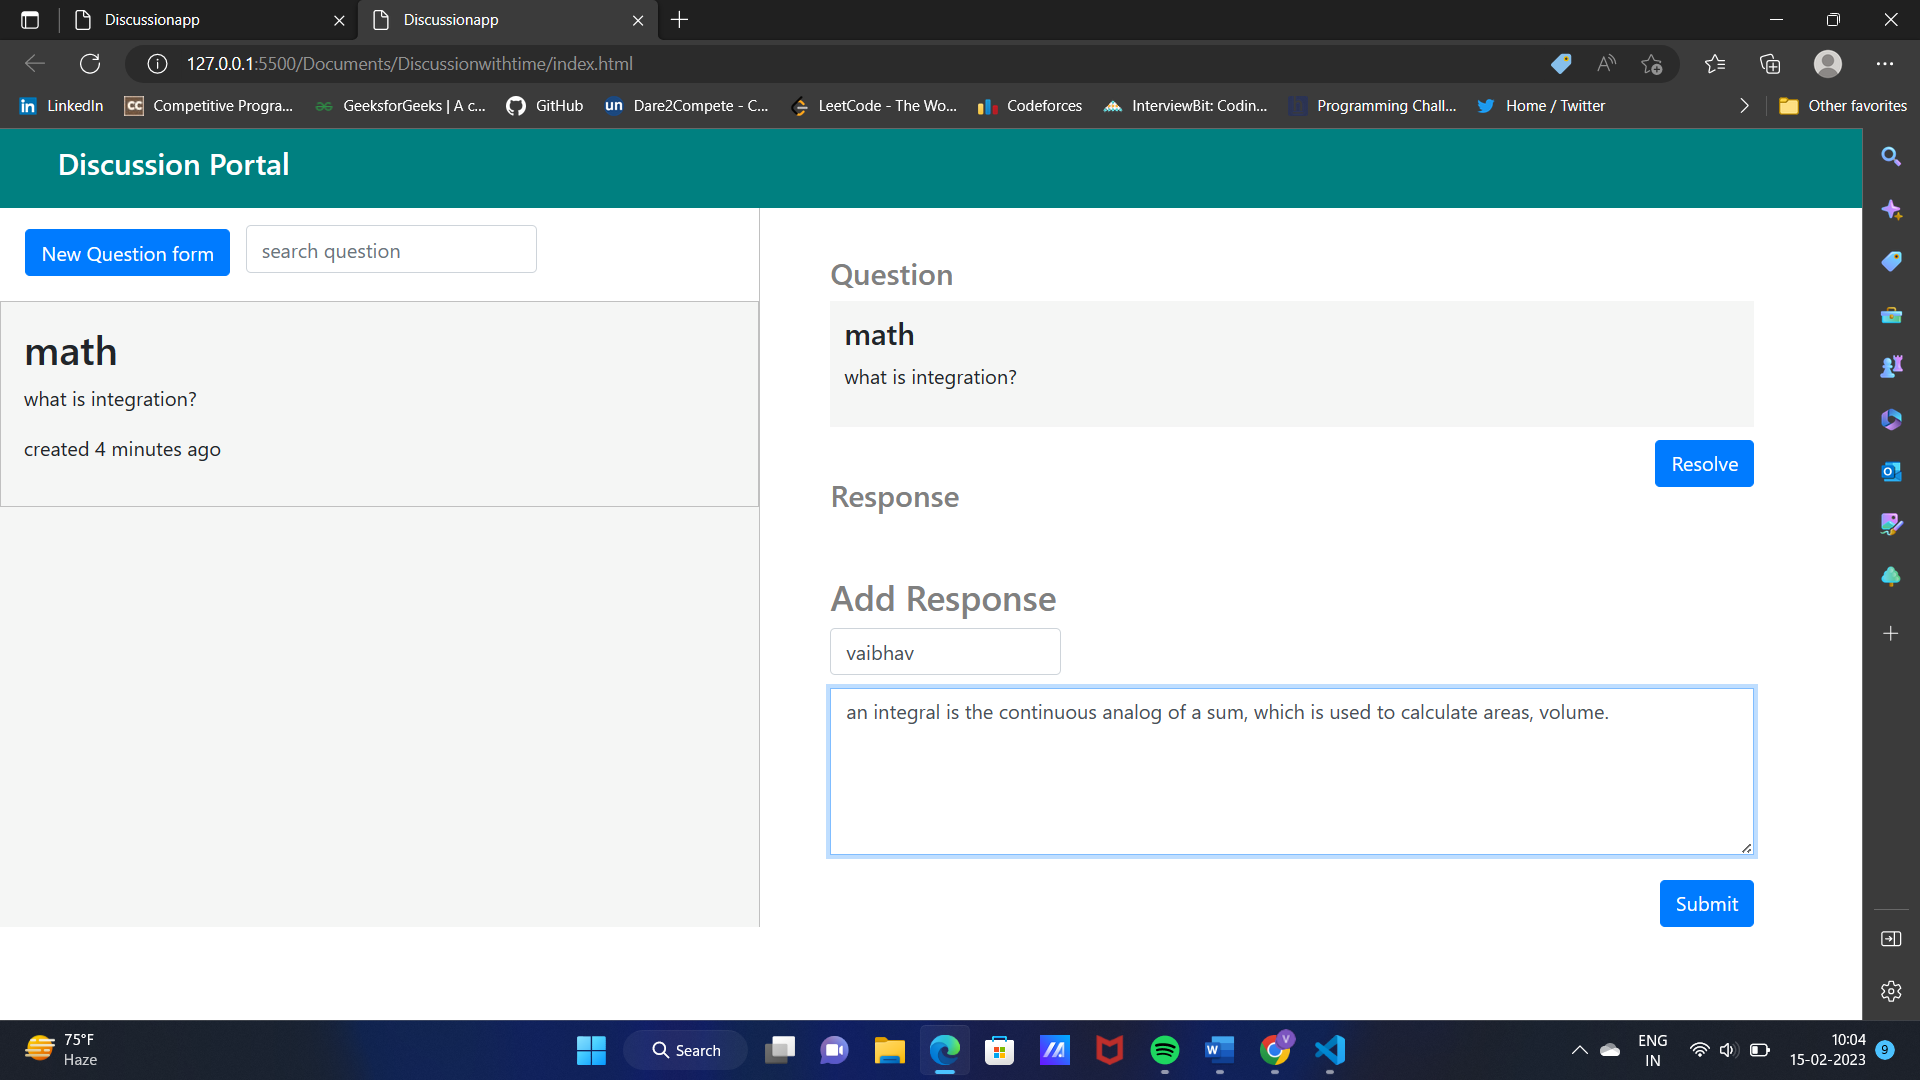 Discussionapp
Discussionapp
127.0.0.1:5500/Documents/Discussionwithtime/index.html
LinkedIn
CC Competitive Progra...
GeeksforGeeks | A c...
GitHub
un Dare2Compete - C...
LeetCode - The Wo...
Codeforces
InterviewBit: Codin...
Programming Chall...
Home / Twitter
Other favorites
Discussion Portal
New Question form
search question
math
what is integration?
created 4 minutes ago
Question
math
what is integration?
Resolve
Response
Add Response
vaibhav
an integral is the continuous analog of a sum, which is used to calculate areas, volume.
Submit
75°F
Haze
Search
ENG
IN
10:04
15-02-2023
9